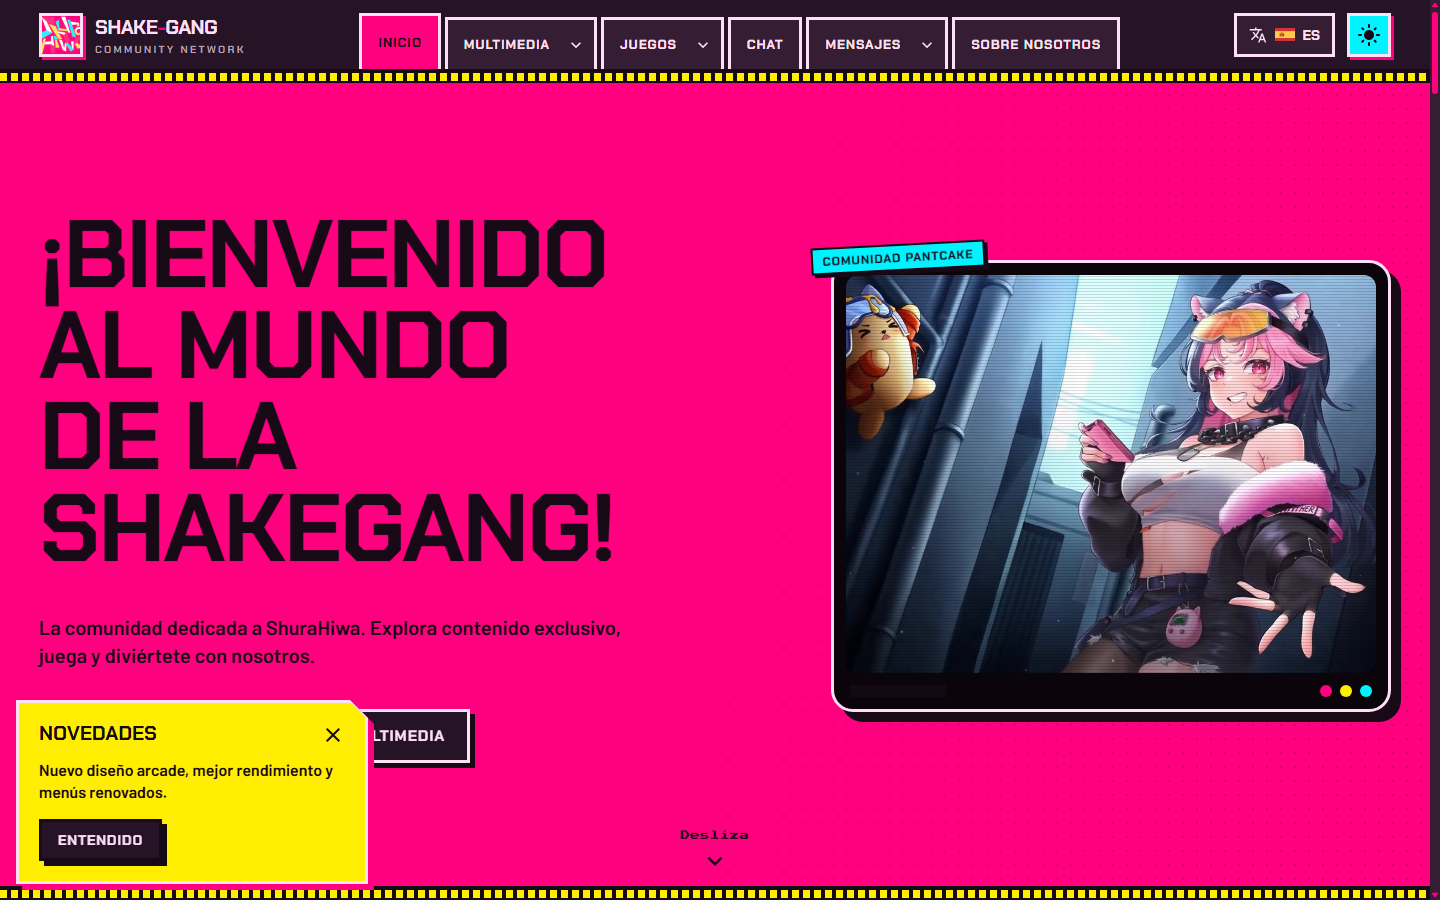 SHAKE-GANG
COMMUNITY NETWORK
INICIO
MULTIMEDIA
JUEGOS
CHAT
MENSAJES
SOBRE NOSOTROS
ES
¡BIENVENIDO
AL MUNDO
DE LA
SHAKEGANG!
COMUNIDAD PANTCAKE
La comunidad dedicada a ShuraHiwa. Explora contenido exclusivo,
juega y diviértete con nosotros.
LTIMEDIA
NOVEDADES
Nuevo diseño arcade, mejor rendimiento y
menús renovados.
ENTENDIDO
Desliza